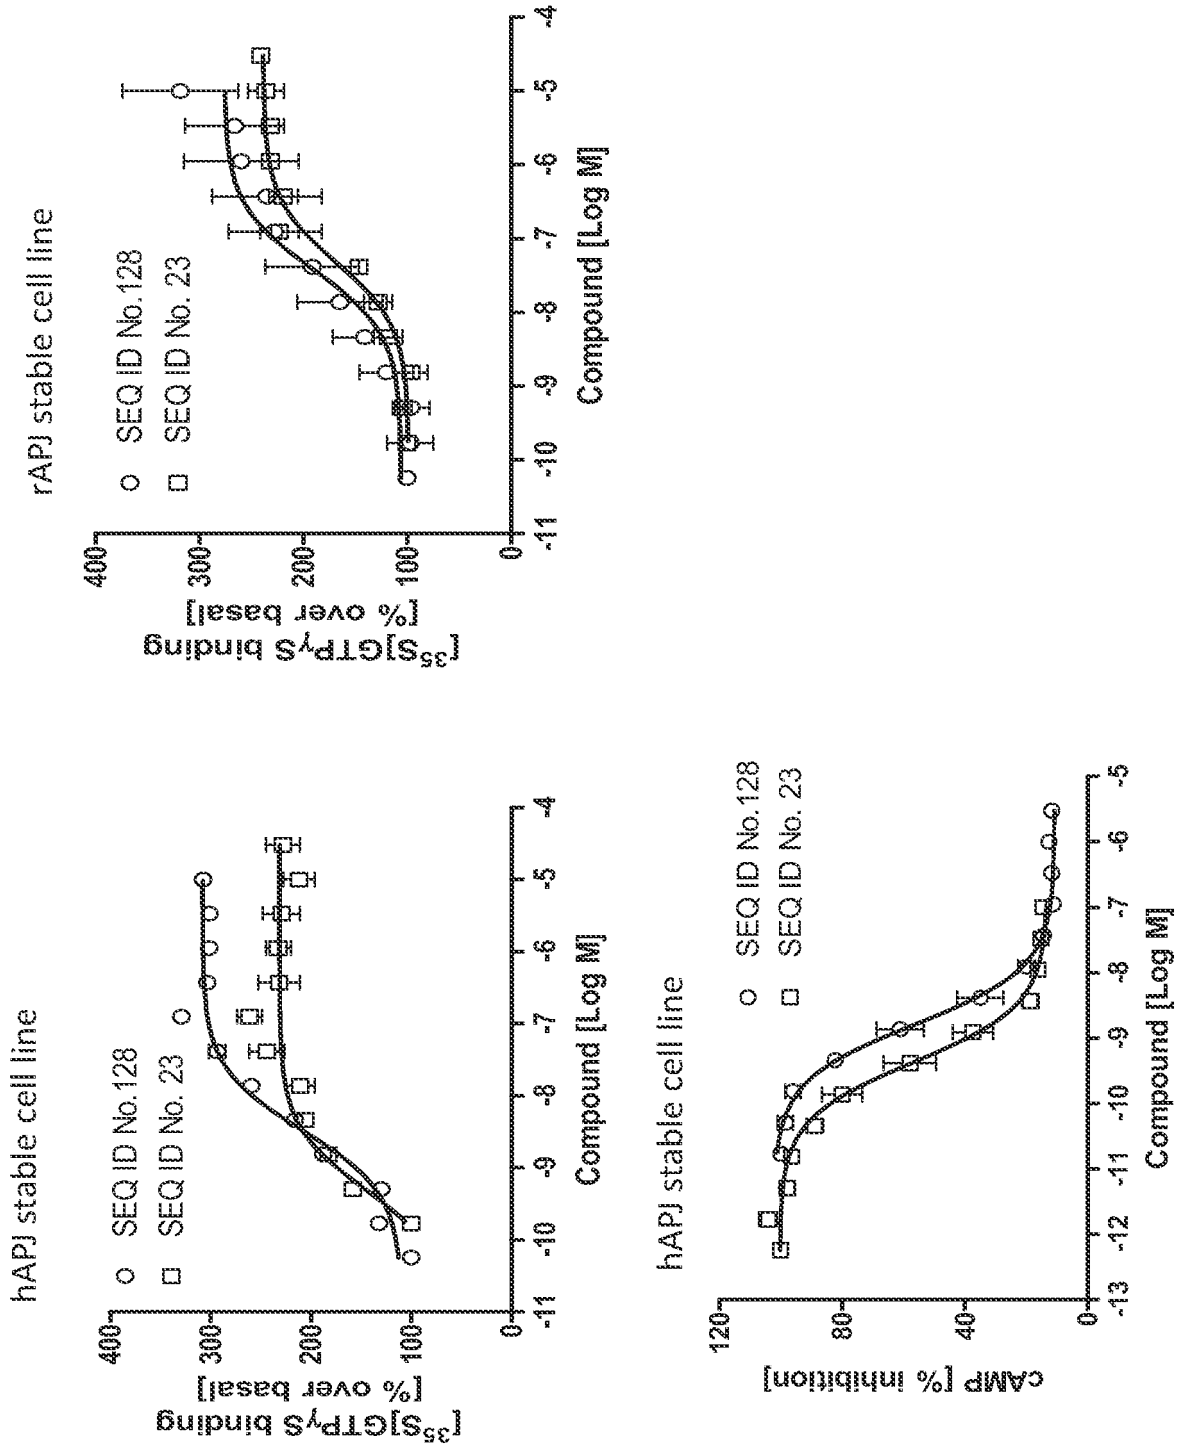 hAPJ stable cell line
SEQ ID No.128
SEQ ID No. 23
[35S]GTPγS binding
[% over basal]
400
300
200
100
0
-11
-10
-9
-8
-7
-6
-5
-4
Compound [Log M]
rAPJ stable cell line
SEQ ID No.128
SEQ ID No. 23
[35S]GTPγS binding
[% over basal]
400
300
200
100
0
-11
-10
-9
-8
-7
-6
-5
-4
Compound [Log M]
hAPJ stable cell line
SEQ ID No.128
SEQ ID No. 23
cAMP [% inhibition]
120
80
40
0
-13
-12
-11
-10
-9
-8
-7
-6
-5
Compound [Log M]